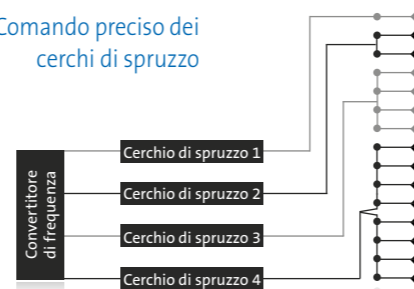 Comando preciso dei
cerchi di spruzzo
Convertitore
di frequenza
Cerchio di spruzzo 1
Cerchio di spruzzo 2
Cerchio di spruzzo 3
Cerchio di spruzzo 4